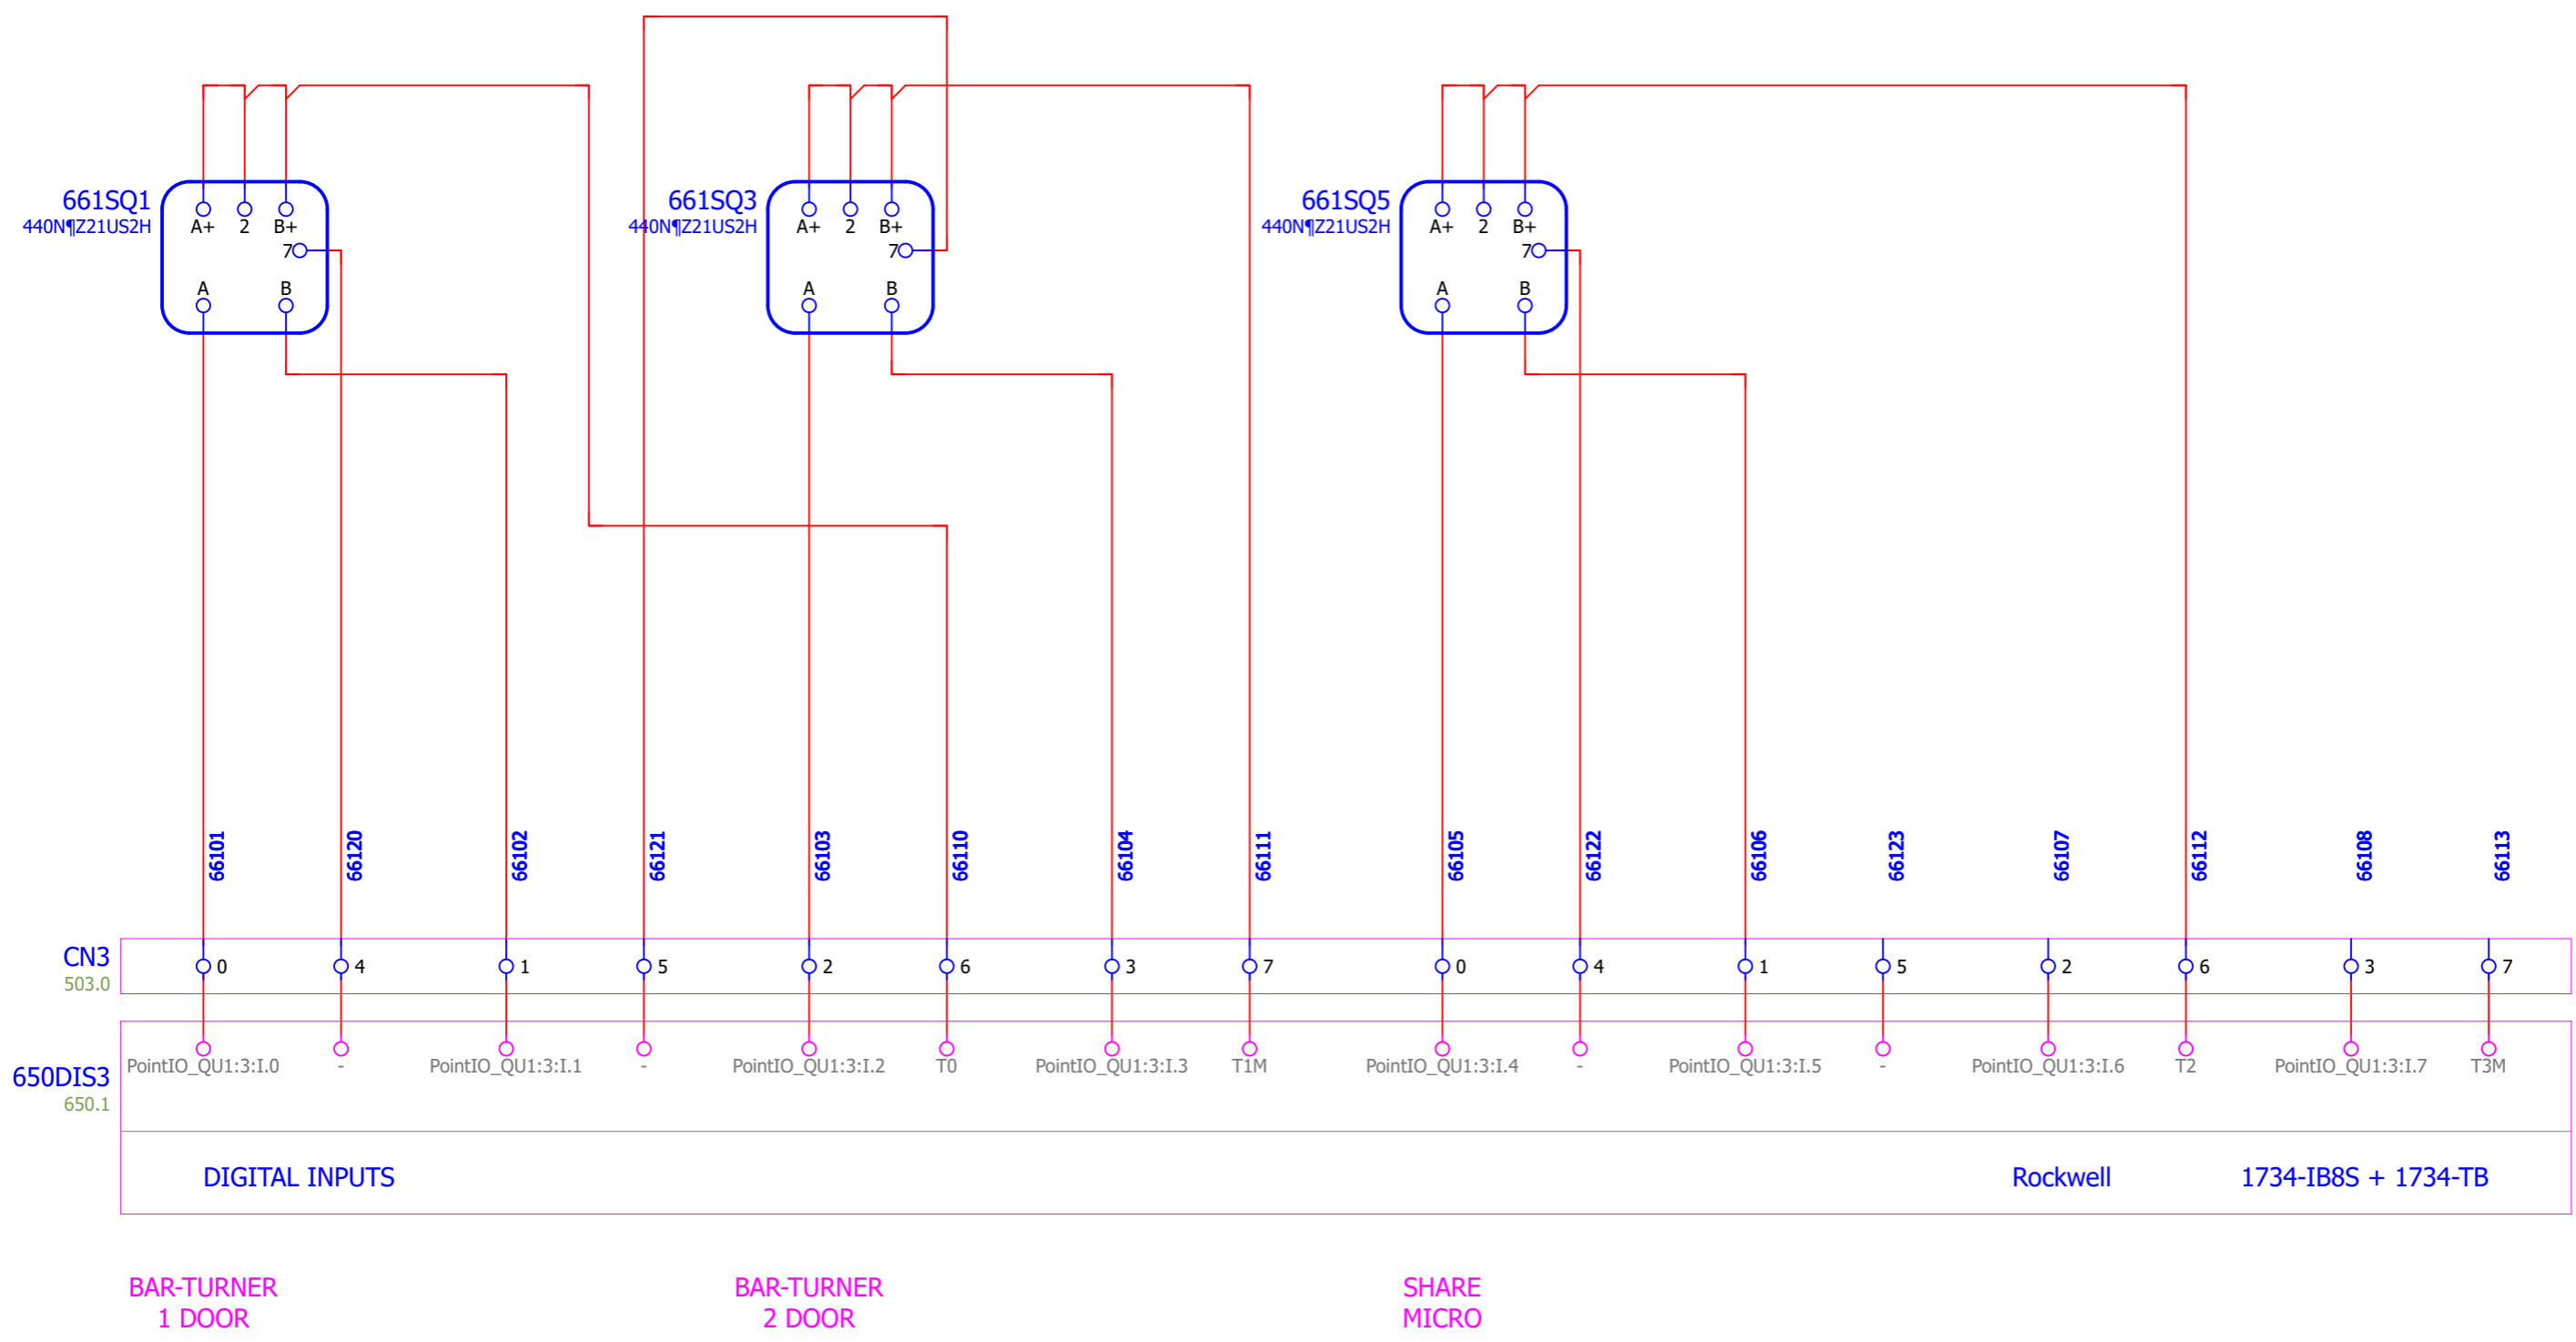 661SQ1
440N¶Z21US2H
A+ 2 B+
7
A B
661SQ3
440N¶Z21US2H
A+ 2 B+
7
A B
661SQ5
440N¶Z21US2H
A+ 2 B+
7
A B
66101 66120 66102 66121 66103 66110 66104 66111 66105 66122 66106 66123 66107 66112 66108 66113
CN3
503.0
0 4 1 5 2 6 3 7 0 4 1 5 2 6 3 7
650DIS3
650.1
PointIO_QU1:3:I.0 - PointIO_QU1:3:I.1 - PointIO_QU1:3:I.2 T0 PointIO_QU1:3:I.3 T1M PointIO_QU1:3:I.4 - PointIO_QU1:3:I.5 - PointIO_QU1:3:I.6 T2 PointIO_QU1:3:I.7 T3M
DIGITAL INPUTS Rockwell 1734-IB8S + 1734-TB
BAR-TURNER
1 DOOR
BAR-TURNER
2 DOOR
SHARE
MICRO